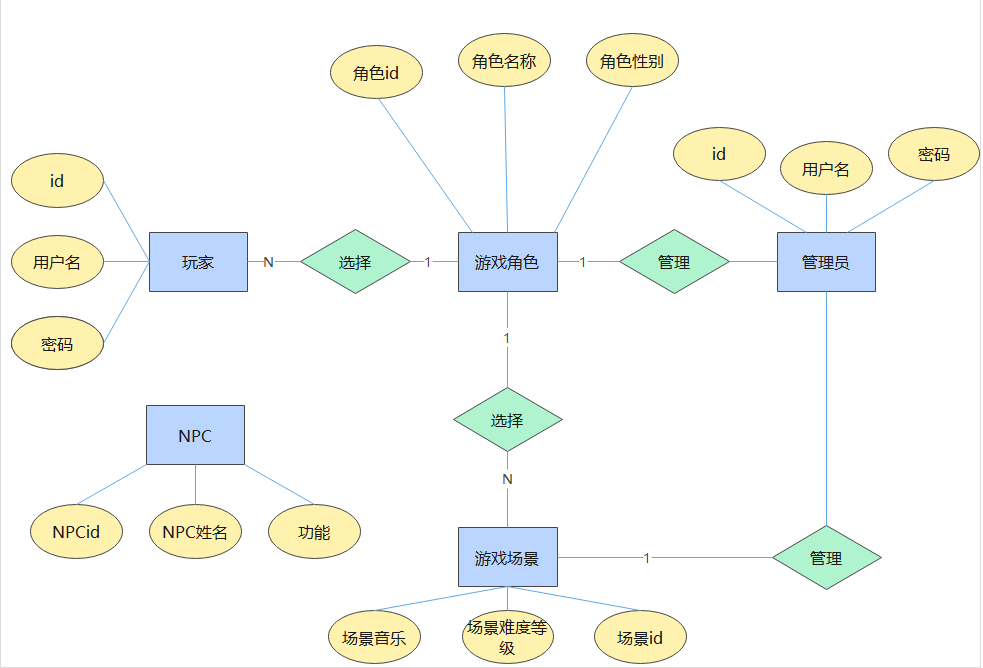 角色id
角色名称
角色性别
id
用户名
密码
id
用户名
密码
玩家
N
选择
1
游戏角色
1
管理
管理员
1
选择
N
NPC
NPCid
NPC姓名
功能
游戏场景
1
管理
场景音乐
场景难度等
级
场景id